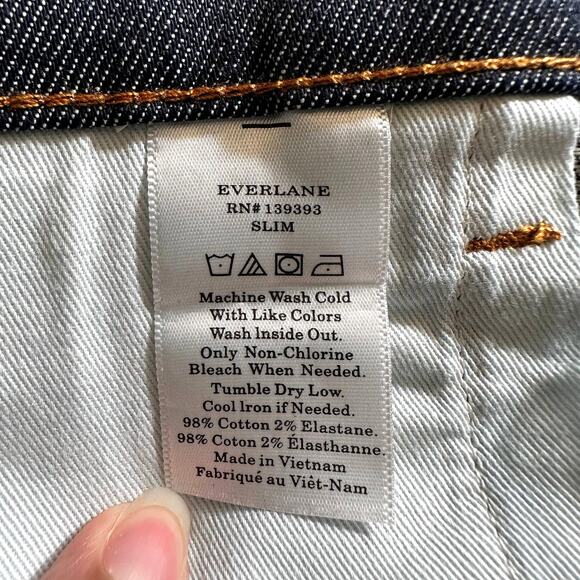 EVERLANE
RN# 139393
SLIM
Machine Wash Cold
With Like Colors
Wash Inside Out.
Only Non-Chlorine
Bleach When Needed.
Tumble Dry Low.
Cool Iron if Needed.
98% Cotton 2% Elastane.
98% Coton 2% Élasthanne.
Made in Vietnam
Fabriqué au Viêt-Nam